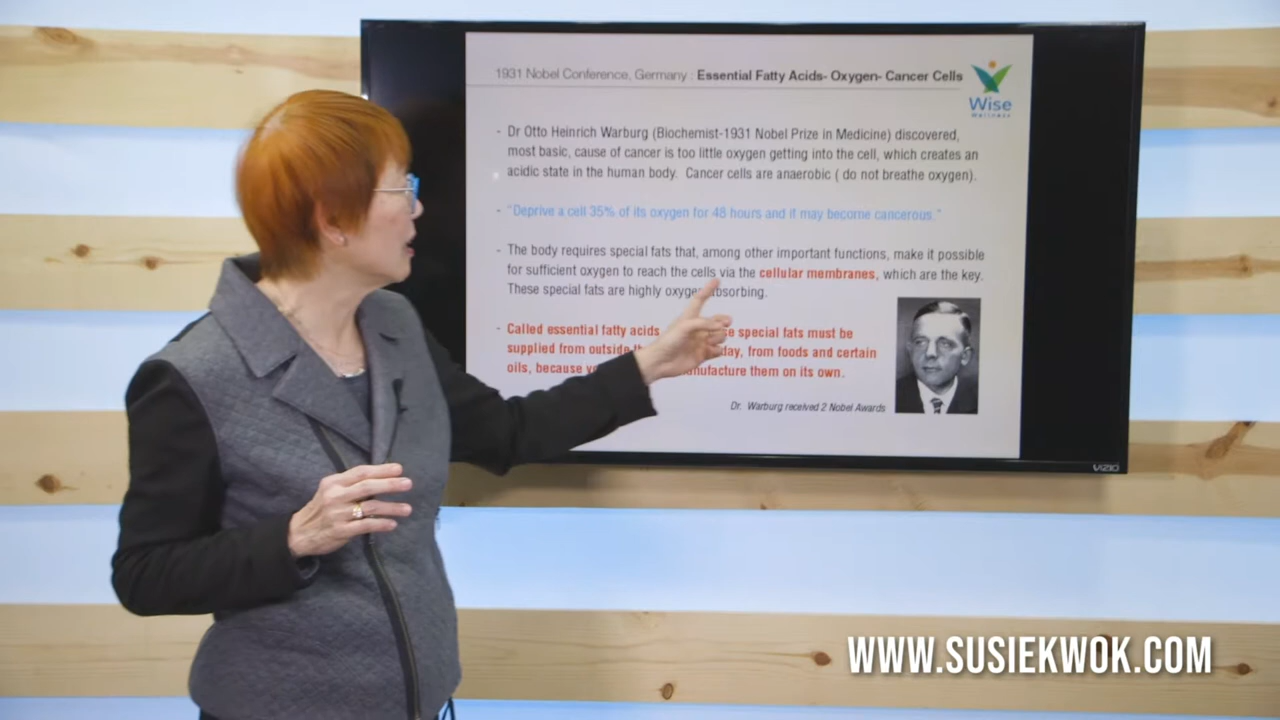 1931 Nobel Conference, Germany : Essential Fatty Acids- Oxygen- Cancer Cells
Wise
Wellness
- Dr Otto Heinrich Warburg (Biochemist-1931 Nobel Prize in Medicine) discovered,
most basic, cause of cancer is too little oxygen getting into the cell, which creates an
acidic state in the human body. Cancer cells are anaerobic ( do not breathe oxygen).
- "Deprive a cell 35% of its oxygen for 48 hours and it may become cancerous."
- The body requires special fats that, among other important functions, make it possible
for sufficient oxygen to reach the cells via the cellular membranes, which are the key.
These special fats are highly absorbing.
- Called essential fatty acids special fats must be
supplied from outside from foods and certain
oils, because them on its own.
Dr. Warburg received 2 Nobel Awards
VIZIO
WWW.SUSIEKWOK.COM